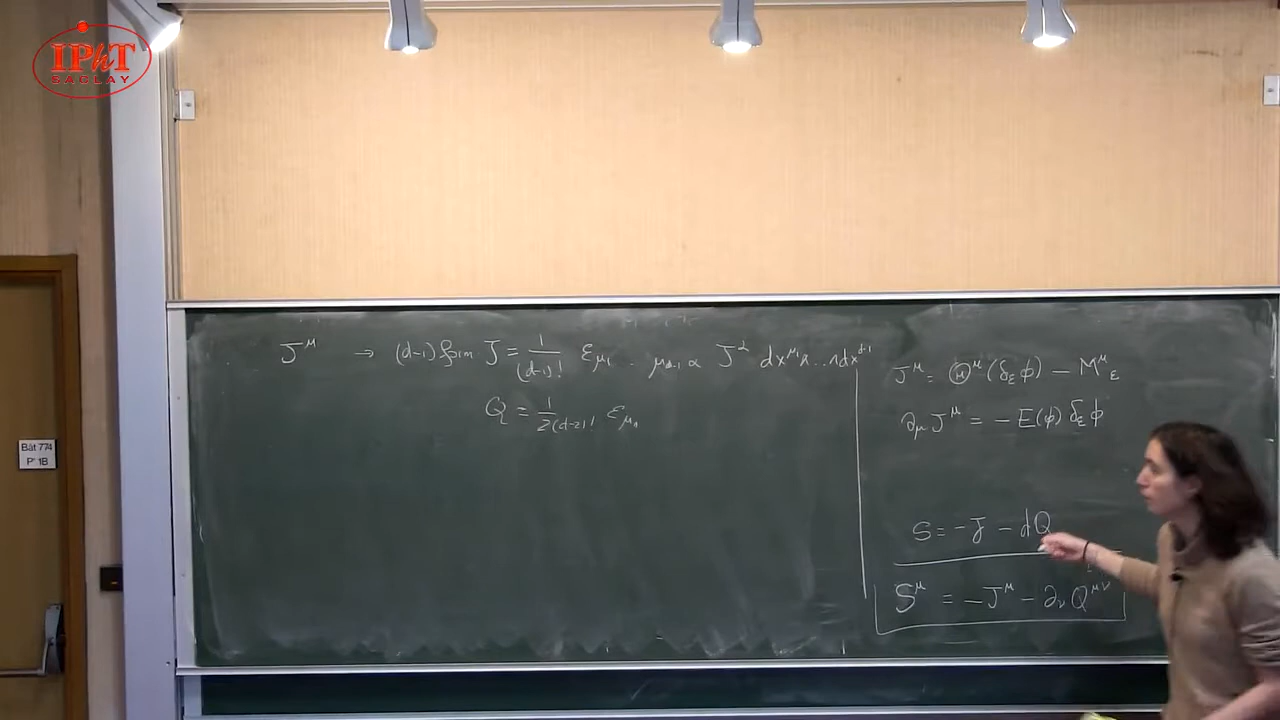 IPhT
SACLAY
Bât 774
P° 1B
J^μ → (d-1) form J = 1/(d-1)! ε_{μ1 ... μd-1 α} J^α dx^{μ1} ∧ ... ∧ dx^{d-1}
Q = 1/2(d-2)! ε_{μ1
J^μ = Θ^μ(δ_ε φ) - M^μ_ε
∂_μ J^μ = - E(φ) δ_ε φ
S = -J - dQ
S^μ = -J^μ - ∂_ν Q^{μν}